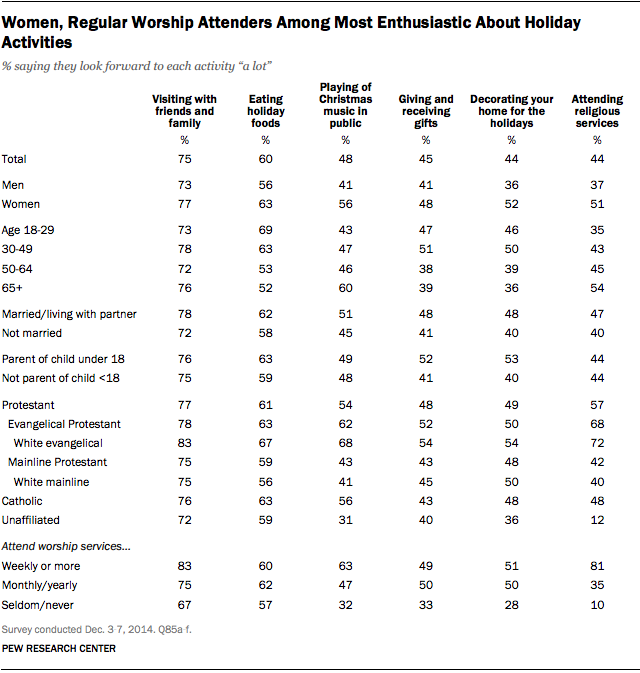 Women, Regular Worship Attenders Among Most Enthusiastic About Holiday
Activities
% saying they look forward to each activity “a lot”
Visiting with friends and family Eating holiday foods Playing of Christmas music in public Giving and receiving gifts Decorating your home for the holidays Attending religious services
% % % % % %
Total 75 60 48 45 44 44
Men 73 56 41 41 36 37
Women 77 63 56 48 52 51
Age 18-29 73 69 43 47 46 35
30-49 78 63 47 51 50 43
50-64 72 53 46 38 39 45
65+ 76 52 60 39 36 54
Married/living with partner 78 62 51 48 48 47
Not married 72 58 45 41 40 40
Parent of child under 18 76 63 49 52 53 44
Not parent of child <18 75 59 48 41 40 44
Protestant 77 61 54 48 49 57
Evangelical Protestant 78 63 62 52 50 68
White evangelical 83 67 68 54 54 72
Mainline Protestant 75 59 43 43 48 42
White mainline 75 56 41 45 50 40
Catholic 76 63 56 43 48 48
Unaffiliated 72 59 31 40 36 12
Attend worship services...
Weekly or more 83 60 63 49 51 81
Monthly/yearly 75 62 47 50 50 35
Seldom/never 67 57 32 33 28 10
Survey conducted Dec. 3 7, 2014. Q85a f.
PEW RESEARCH CENTER